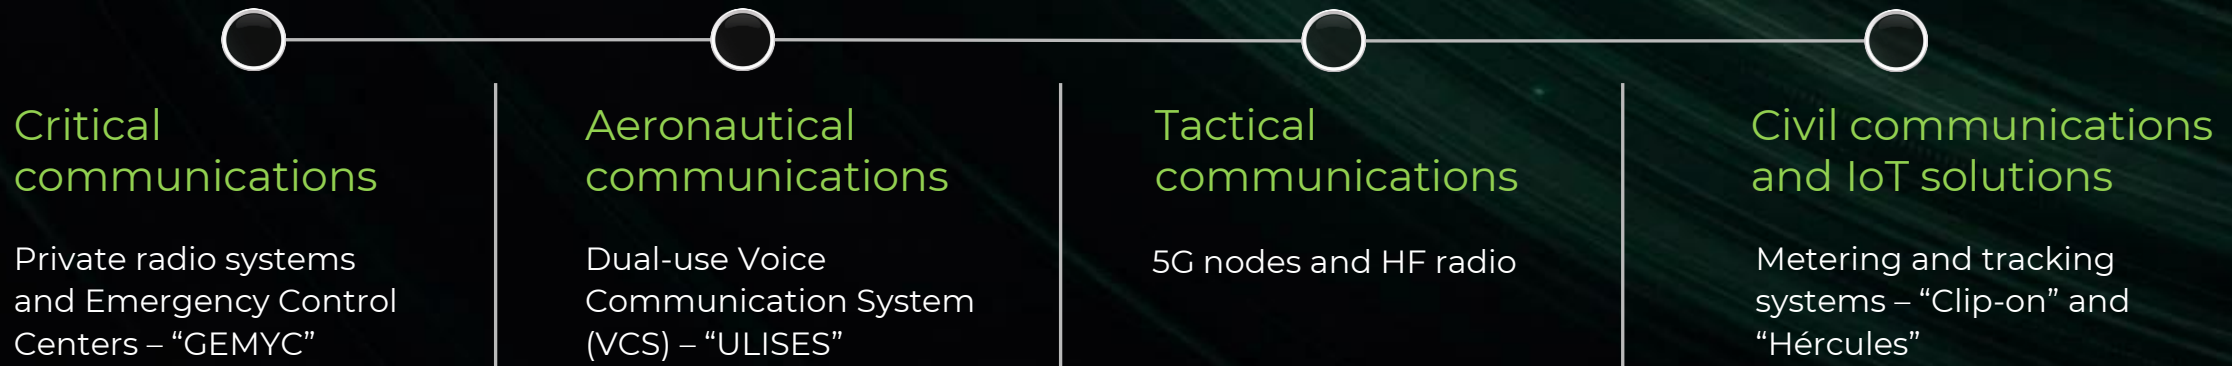 Critical
communications
Private radio systems
and Emergency Control
Centers – “GEMYC”
Aeronautical
communications
Dual-use Voice
Communication System
(VCS) – “ULISES”
Tactical
communications
5G nodes and HF radio
Civil communications
and IoT solutions
Metering and tracking
systems – “Clip-on” and
“Hércules”